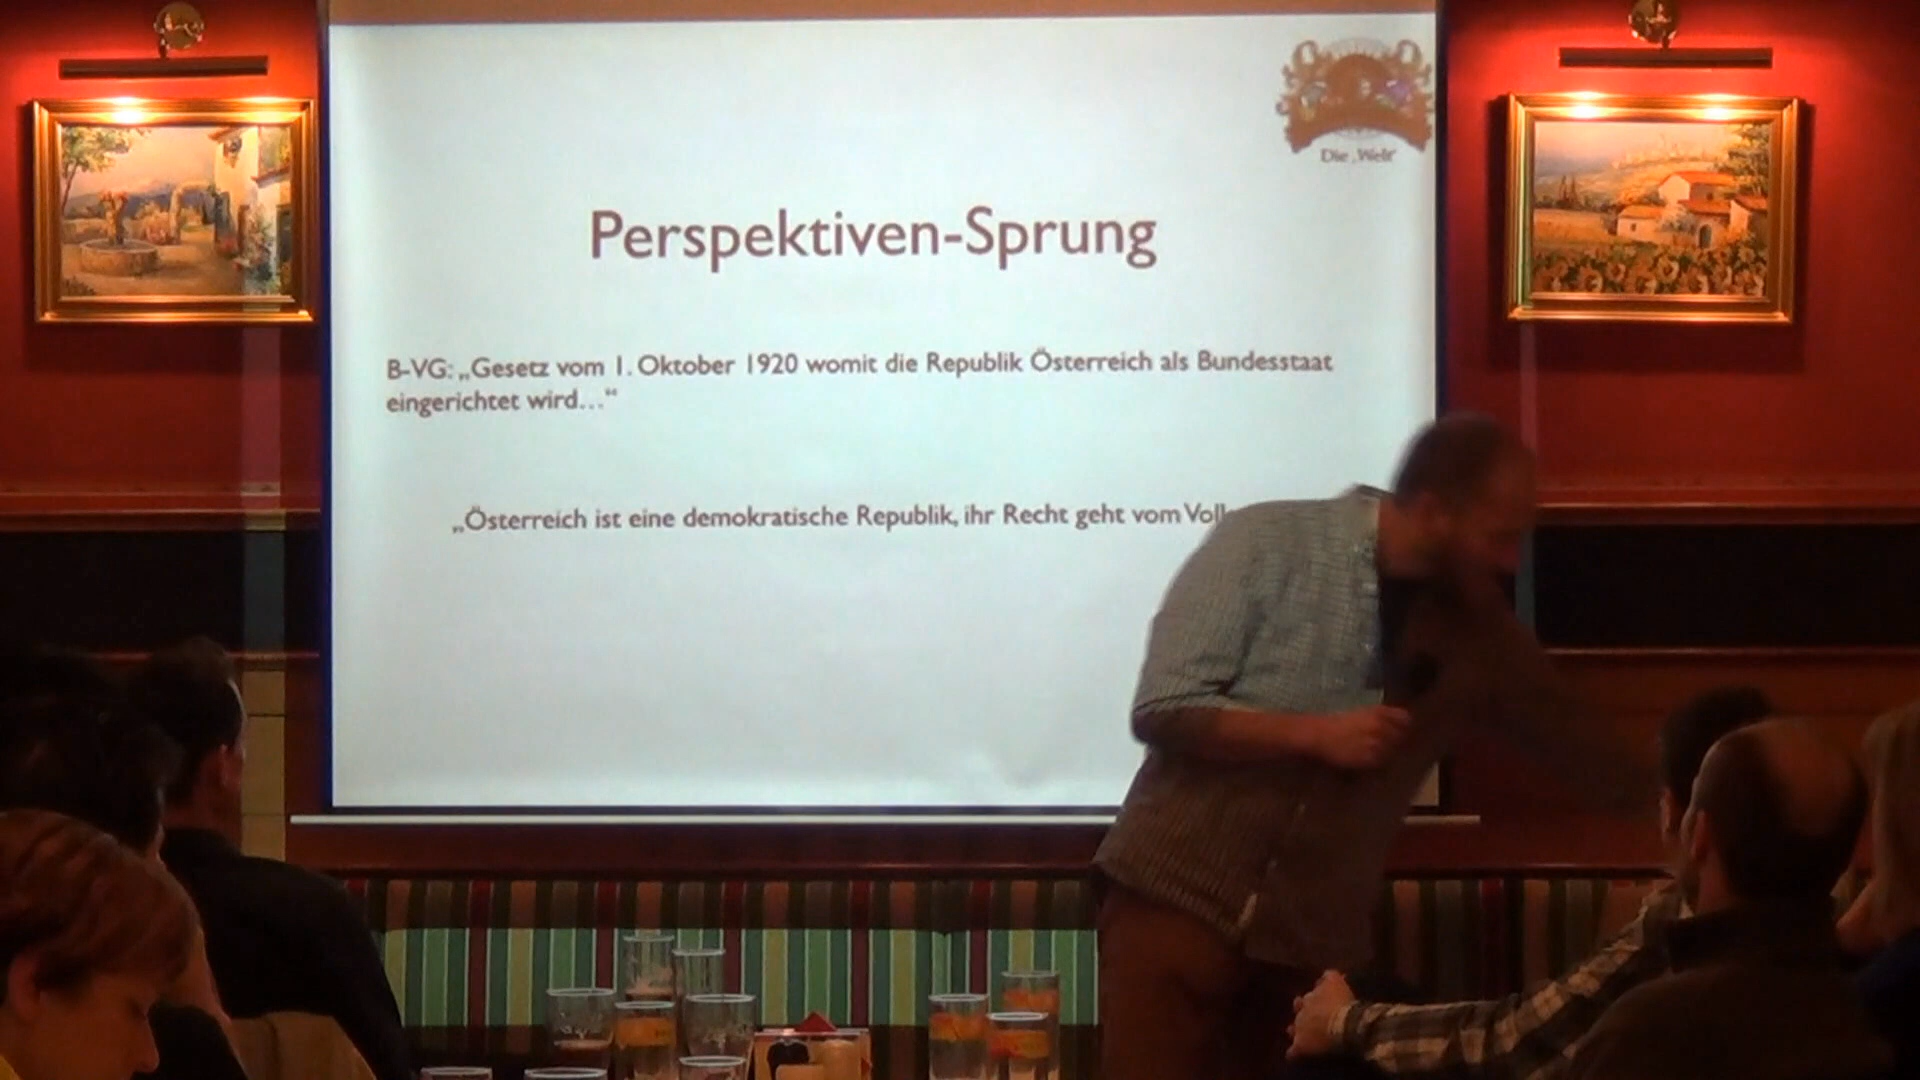 Die „Welt“
Perspektiven-Sprung
B-VG: „Gesetz vom 1. Oktober 1920 womit die Republik Österreich als Bundesstaat
eingerichtet wird…“
„Österreich ist eine demokratische Republik, ihr Recht geht vom